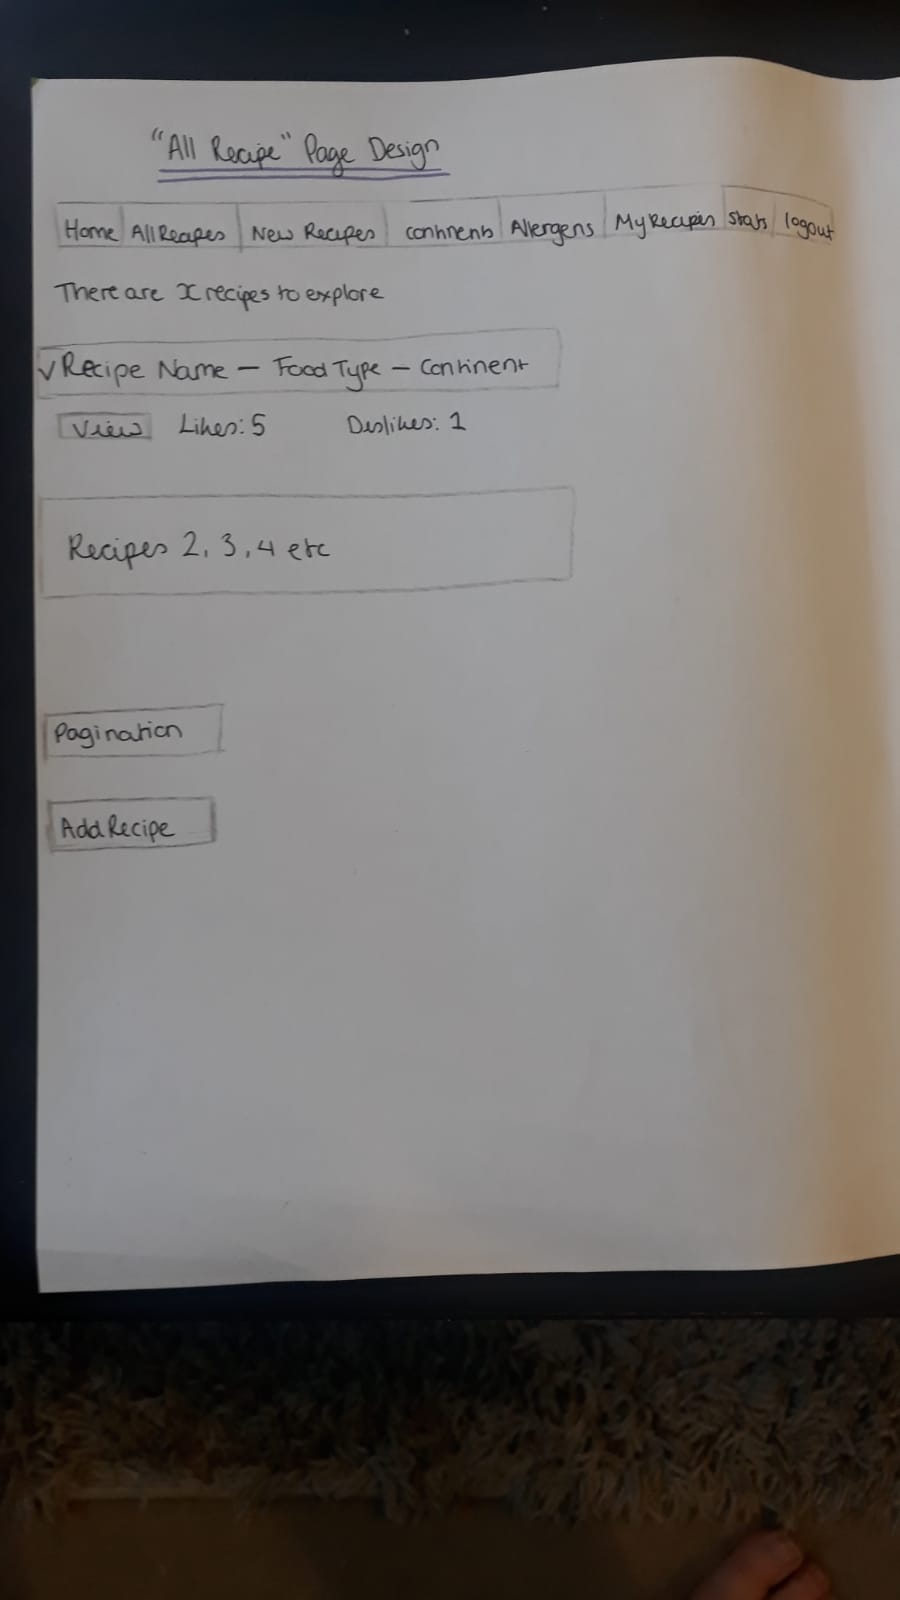 "All Recipe" Page Design
Home All Recipes New Recipes continents Allergens My Recipes Stats logout
There are x recipes to explore
v Recipe Name - Food Type - Continent
View Likes: 5 Dislikes: 1
Recipes 2, 3, 4 etc
Pagination
Add Recipe